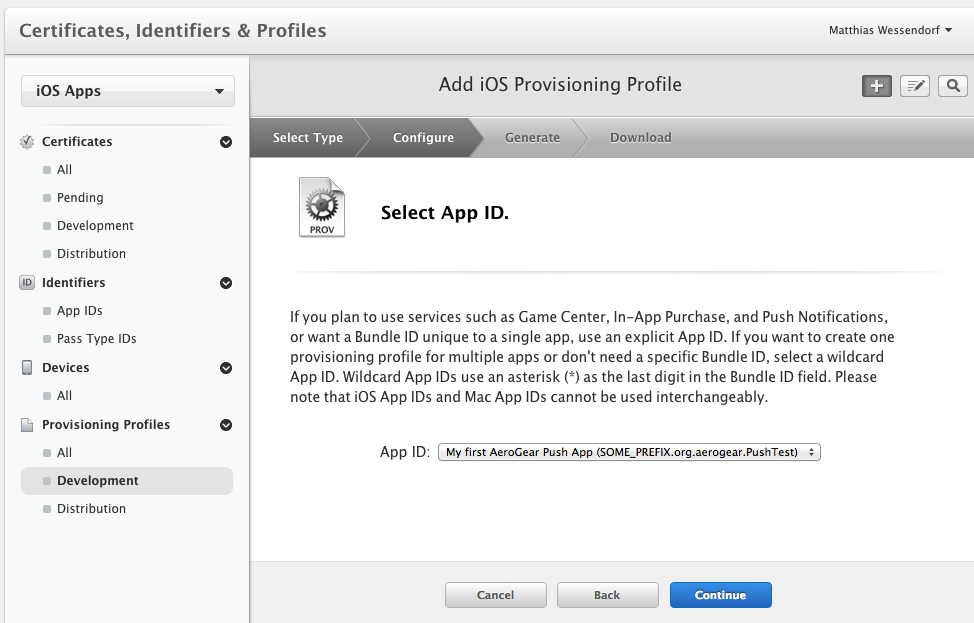 Certificates, Identifiers & Profiles
Matthias Wessendorf
iOS Apps
Add iOS Provisioning Profile
Select Type
Configure
Generate
Download
Certificates
All
Pending
Development
Distribution
ID
Identifiers
App IDs
Pass Type IDs
Devices
All
Provisioning Profiles
All
Development
Distribution
PROV
Select App ID.
If you plan to use services such as Game Center, In-App Purchase, and Push Notifications,
or want a Bundle ID unique to a single app, use an explicit App ID. If you want to create one
provisioning profile for multiple apps or don't need a specific Bundle ID, select a wildcard
App ID. Wildcard App IDs use an asterisk (*) as the last digit in the Bundle ID field. Please
note that iOS App IDs and Mac App IDs cannot be used interchangeably.
App ID: My first AeroGear Push App (SOME_PREFIX.org.aerogear.PushTest)
Cancel
Back
Continue